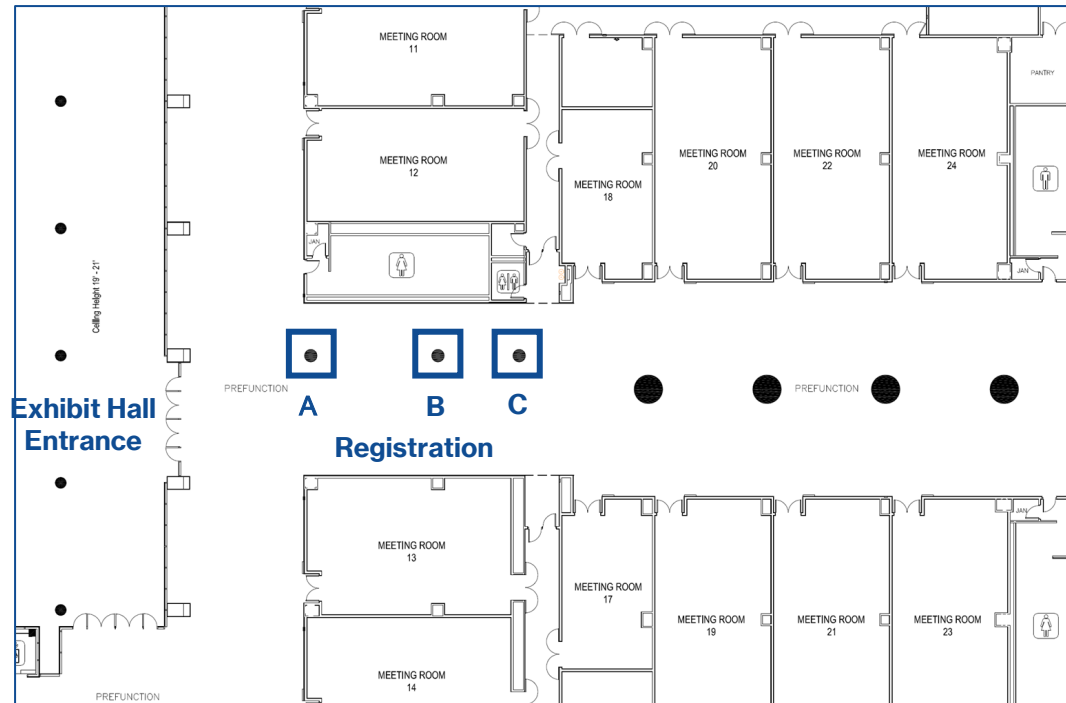 MEETING ROOM
11
PANTRY
MEETING ROOM
12
MEETING ROOM
18
MEETING ROOM
20
MEETING ROOM
22
MEETING ROOM
24
JAN
JAN
Ceiling Height 19' - 21'
PREFUNCTION
A
B
C
PREFUNCTION
Exhibit Hall
Entrance
Registration
JAN
MEETING ROOM
13
MEETING ROOM
17
MEETING ROOM
19
MEETING ROOM
21
MEETING ROOM
23
MEETING ROOM
14
PREFUNCTION